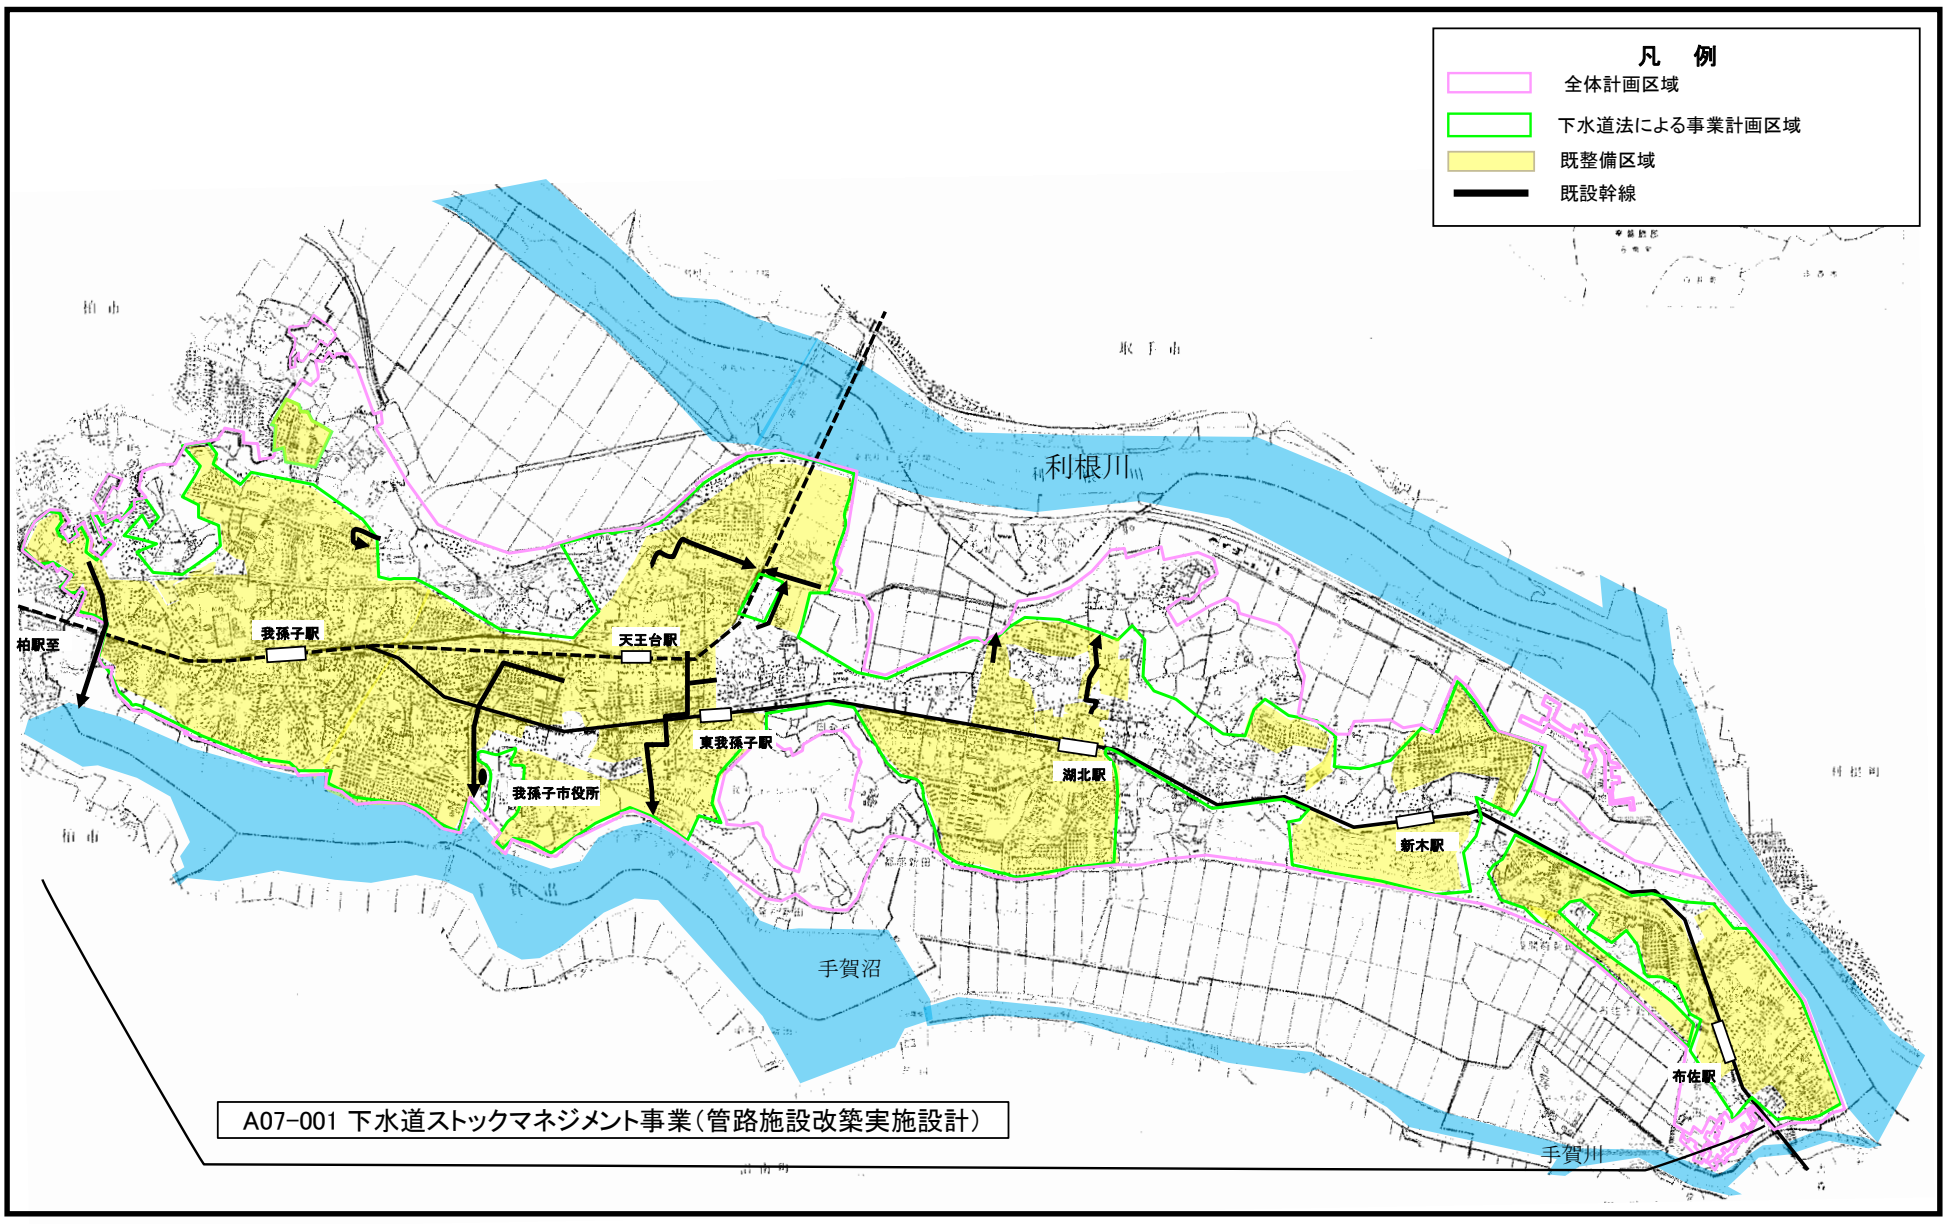 凡 例
全体計画区域
下水道法による事業計画区域
既整備区域
既設幹線
柏市
取手市
利根川
我孫子駅
天王台駅
柏駅至
東我孫子駅
湖北駅
我孫子市役所
利根町
柏市
新木駅
手賀沼
手賀沼
布佐駅
A07-001 下水道ストックマネジメント事業(管路施設改築実施設計)
手賀川